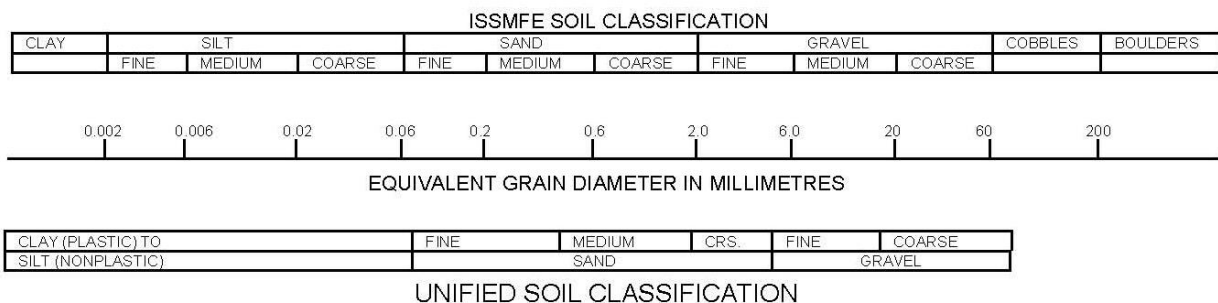 ISSMFE SOIL CLASSIFICATION
CLAY SILT SAND GRAVEL COBBLES BOULDERS
FINE MEDIUM COARSE FINE MEDIUM COARSE FINE MEDIUM COARSE
0.002 0.006 0.02 0.06 0.2 0.6 2.0 6.0 20 60 200
EQUIVALENT GRAIN DIAMETER IN MILLIMETRES
CLAY (PLASTIC) TO FINE MEDIUM CRS. FINE COARSE
SILT (NONPLASTIC) SAND GRAVEL
UNIFIED SOIL CLASSIFICATION